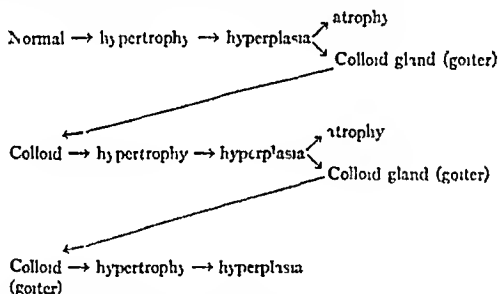 atrophy
Normal → hypertrophy → hyperplasia
Colloid gland (goiter)
atrophy
Colloid → hypertrophy → hyperplasia
Colloid gland (goiter)
Colloid → hypertrophy → hyperplasia
(goiter)